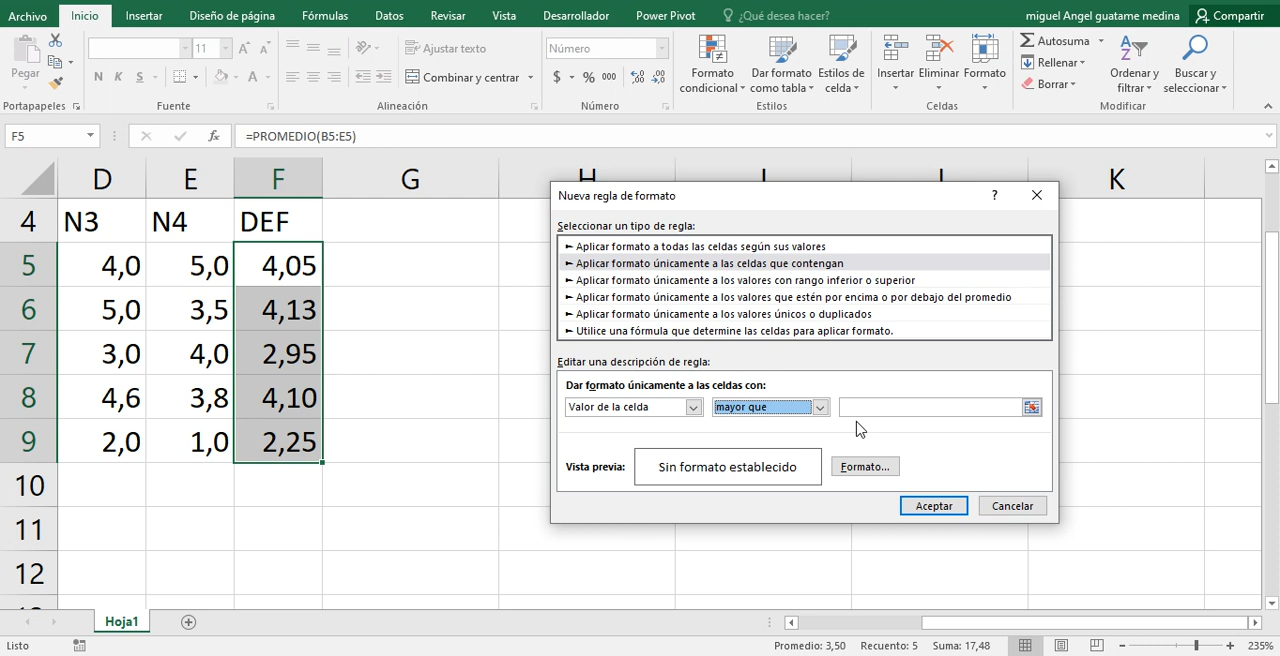 Archivo Inicio Insertar Diseño de página Fórmulas Datos Revisar Vista Desarrollador Power Pivot ¿Qué desea hacer? miguel Angel guatame medina Compartir
Pegar
Portapapeles
11
N K S
A A
A
Fuente
Ajustar texto
Combinar y centrar
Alineación
Número
$ % 000
Número
Formato condicional
Dar formato como tabla
Estilos de celda
Estilos
Insertar Eliminar Formato
Celdas
Autosuma
Rellenar
Borrar
Ordenar y filtrar
Buscar y seleccionar
Modificar
F5 fx =PROMEDIO(B5:E5)
D E F G H I J K
4 N3 N4 DEF
5 4,0 5,0 4,05
6 5,0 3,5 4,13
7 3,0 4,0 2,95
8 4,6 3,8 4,10
9 2,0 1,0 2,25
10
11
12
Nueva regla de formato ?
Seleccionar un tipo de regla:
► Aplicar formato a todas las celdas según sus valores
► Aplicar formato únicamente a las celdas que contengan
► Aplicar formato únicamente a los valores con rango inferior o superior
► Aplicar formato únicamente a los valores que estén por encima o por debajo del promedio
► Aplicar formato únicamente a los valores únicos o duplicados
► Utilice una fórmula que determine las celdas para aplicar formato.
Editar una descripción de regla:
Dar formato únicamente a las celdas con:
Valor de la celda mayor que
Vista previa: Sin formato establecido Formato...
Aceptar Cancelar
Hoja1
Listo Promedio: 3,50 Recuento: 5 Suma: 17,48 235%